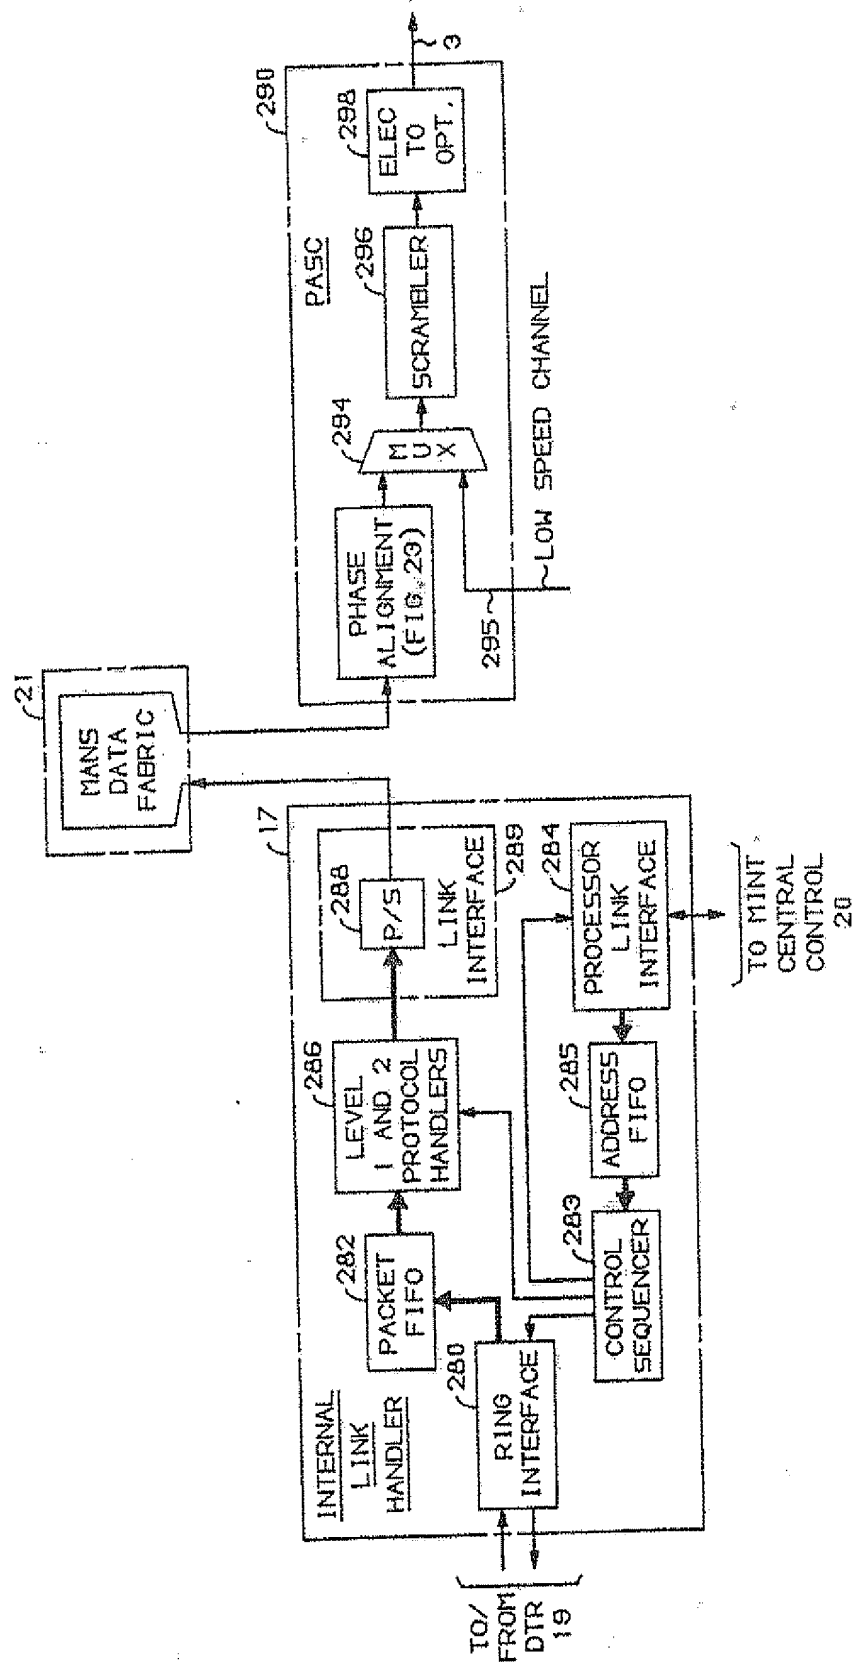 INTERNAL
LINK
HANDLER
TO/
FROM
DTR
19
280
RING
INTERFACE
282
PACKET
FIFO
286
LEVEL
1 AND 2
PROTOCOL
HANDLERS
288
P/S
LINK
INTERFACE
289
17
283
CONTROL
SEQUENCER
285
ADDRESS
FIFO
284
PROCESSOR
LINK
INTERFACE
TO MINT
CENTRAL
CONTROL
20
21
MANS
DATA
FABRIC
290
PASC
PHASE
ALIGNMENT
(FIG. 23)
294
MUX
295
LOW SPEED CHANNEL
296
SCRAMBLER
298
ELEC
TO
OPT.
3